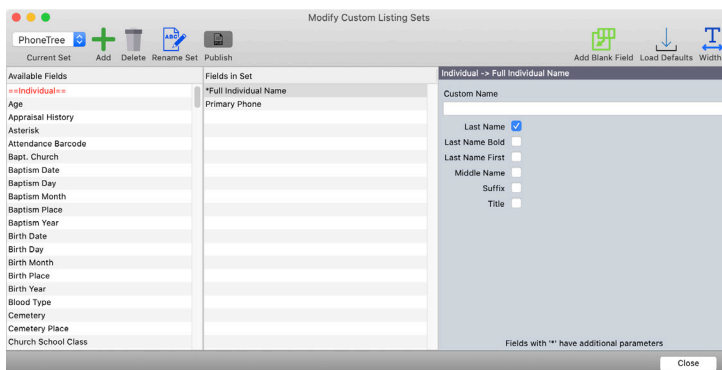 Modify Custom Listing Sets
PhoneTree
ABC
T
Current Set Add Delete Rename Set Publish Add Blank Field Load Defaults Width
Available Fields Fields in Set Individual -> Full Individual Name
==Individual== *Full Individual Name
Age Primary Phone Custom Name
Appraisal History
Asterisk Last Name
Attendance Barcode Last Name Bold
Bapt. Church Last Name First
Baptism Date Middle Name
Baptism Day Suffix
Baptism Month Title
Baptism Place
Baptism Year
Birth Date
Birth Day
Birth Month
Birth Place
Birth Year
Blood Type
Cemetery
Cemetery Place
Church School Class Fields with '*' have additional parameters
Close